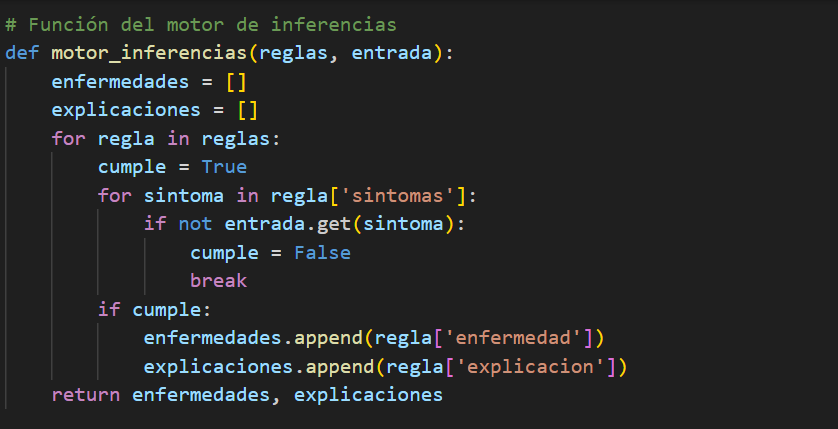 # Función del motor de inferencias
def motor_inferencias(reglas, entrada):
    enfermedades = []
    explicaciones = []
    for regla in reglas:
        cumple = True
        for sintoma in regla['sintomas']:
            if not entrada.get(sintoma):
                cumple = False
                break
        if cumple:
            enfermedades.append(regla['enfermedad'])
            explicaciones.append(regla['explicacion'])
    return enfermedades, explicaciones